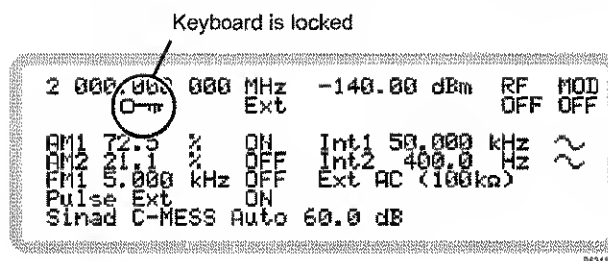 Keyboard is locked
2 000.000 000 MHz -140.00 dBm RF MOD
Ext OFF OFF
AM1 72.5 % ON Int1 50.000 kHz
AM2 21.1 % OFF Int2 400.0 Hz
FM1 5.000 kHz OFF Ext AC (100kΩ)
Pulse Ext ON
Sinad C-MESS Auto 60.0 dB